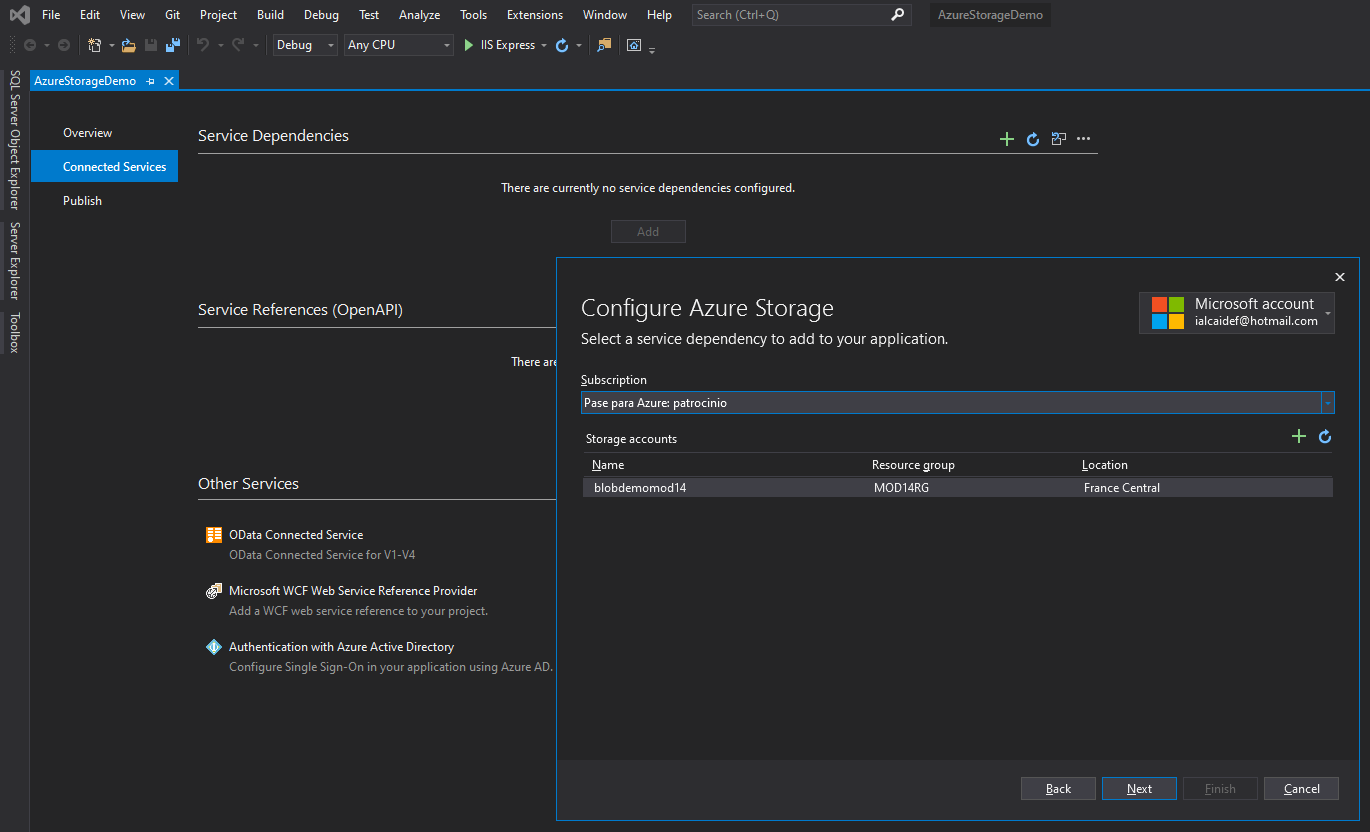 File Edit View Git Project Build Debug Test Analyze Tools Extensions Window Help Search (Ctrl+Q) AzureStorageDemo
Debug Any CPU IIS Express
SQL Server Object Explorer
Server Explorer
Toolbox
AzureStorageDemo
Overview
Connected Services
Publish
Service Dependencies
There are currently no service dependencies configured.
Add
Service References (OpenAPI)
There are
Other Services
OData Connected Service
OData Connected Service for V1-V4
Microsoft WCF Web Service Reference Provider
Add a WCF web service reference to your project.
Authentication with Azure Active Directory
Configure Single Sign-On in your application using Azure AD.
Configure Azure Storage
Select a service dependency to add to your application.
Microsoft account
ialcaidef@hotmail.com
Subscription
Pase para Azure: patrocinio
Storage accounts
Name Resource group Location
blobdemomod14 MOD14RG France Central
Back Next Finish Cancel